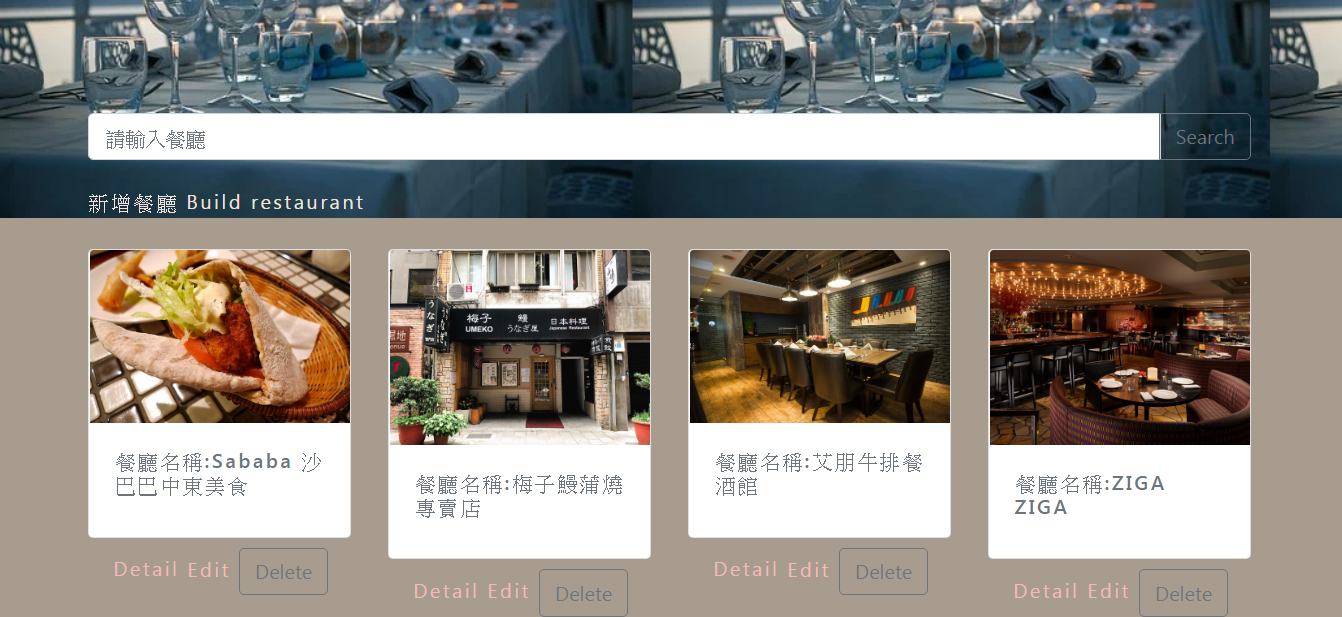 請輸入餐廳
Search
新增餐廳 Build restaurant
梅子
UMEKO
鰻
うなぎ屋
日本料理
Japanese Restaurant
うなぎ
餐廳名稱:Sababa 沙
巴巴中東美食
Detail Edit Delete
餐廳名稱:梅子鰻蒲燒
專賣店
Detail Edit Delete
餐廳名稱:艾朋牛排餐
酒館
Detail Edit Delete
餐廳名稱:ZIGA
ZIGA
Detail Edit Delete